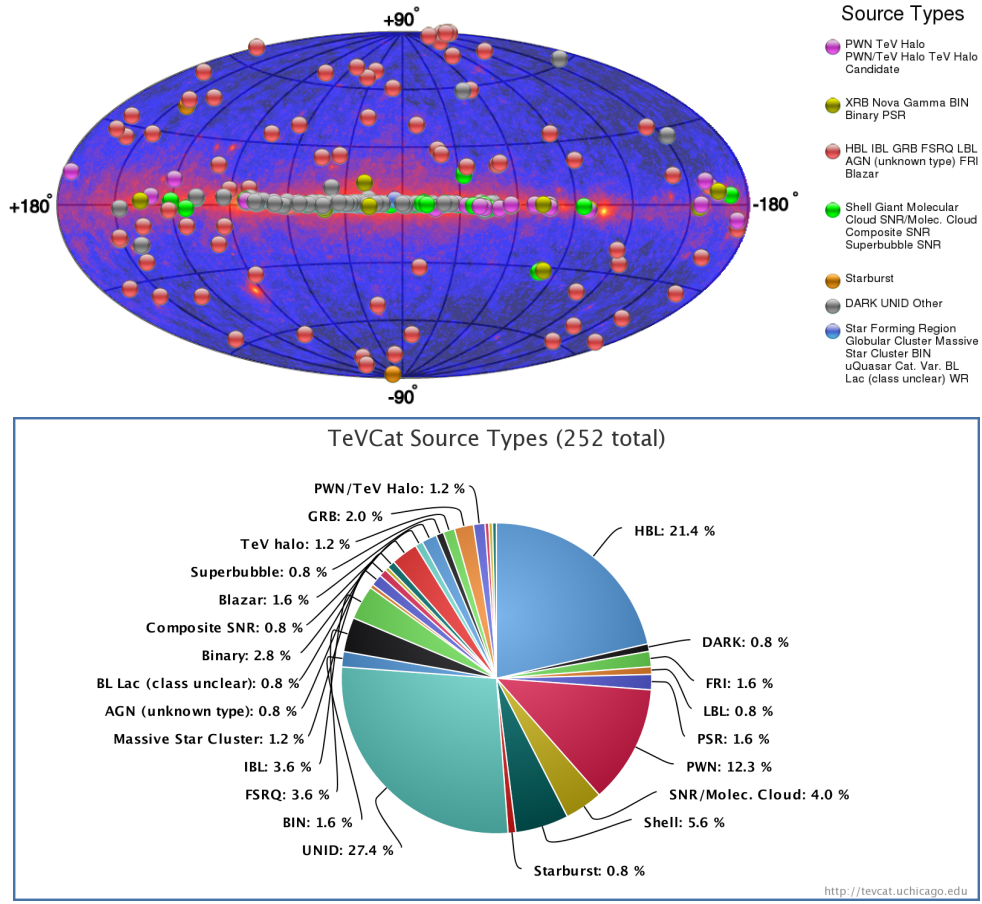 +90°
+180°
-180°
-90°
Source Types
PWN TeV Halo
PWN/TeV Halo TeV Halo
Candidate
XRB Nova Gamma BIN
Binary PSR
HBL IBL GRB FSRQ LBL
AGN (unknown type) FRI
Blazar
Shell Giant Molecular
Cloud SNR/Molec. Cloud
Composite SNR
Superbubble SNR
Starburst
DARK UNID Other
Star Forming Region
Globular Cluster Massive
Star Cluster BIN
uQuasar Cat. Var. BL
Lac (class unclear) WR
TeVCat Source Types (252 total)
PWN/TeV Halo: 1.2 %
GRB: 2.0 %
TeV halo: 1.2 %
Superbubble: 0.8 %
Blazar: 1.6 %
Composite SNR: 0.8 %
Binary: 2.8 %
BL Lac (class unclear): 0.8 %
AGN (unknown type): 0.8 %
Massive Star Cluster: 1.2 %
IBL: 3.6 %
FSRQ: 3.6 %
BIN: 1.6 %
UNID: 27.4 %
HBL: 21.4 %
DARK: 0.8 %
FRI: 1.6 %
LBL: 0.8 %
PSR: 1.6 %
PWN: 12.3 %
SNR/Molec. Cloud: 4.0 %
Shell: 5.6 %
Starburst: 0.8 %
http://tevcat.uchicago.edu